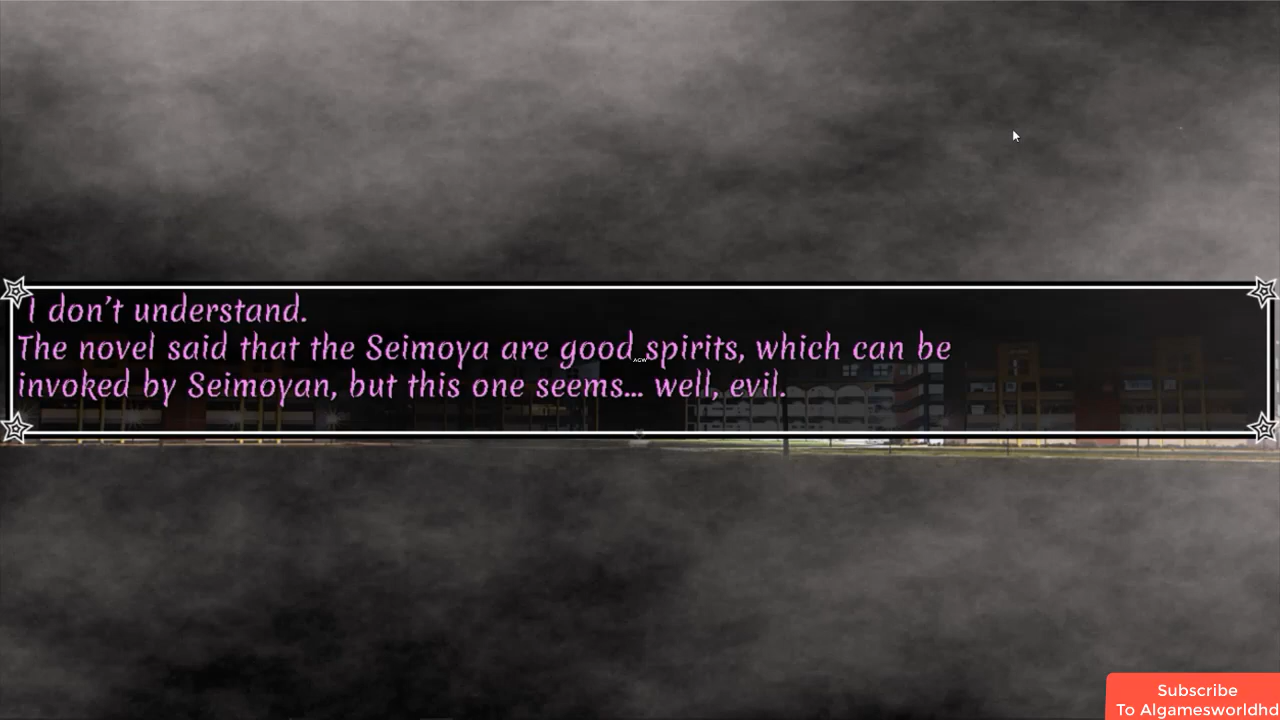 I don't understand.
The novel said that the Seimoya are good spirits, which can be
invoked by Seimoyan, but this one seems... well, evil.
AGW
Subscribe
To Algamesworldhd